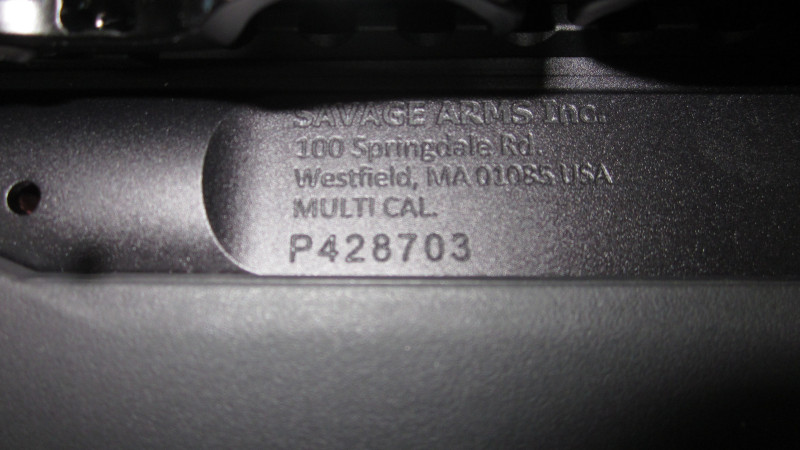 SAVAGE ARMS Inc.
100 Springdale Rd.
Westfield, MA 01085 USA
MULTI CAL.
P428703